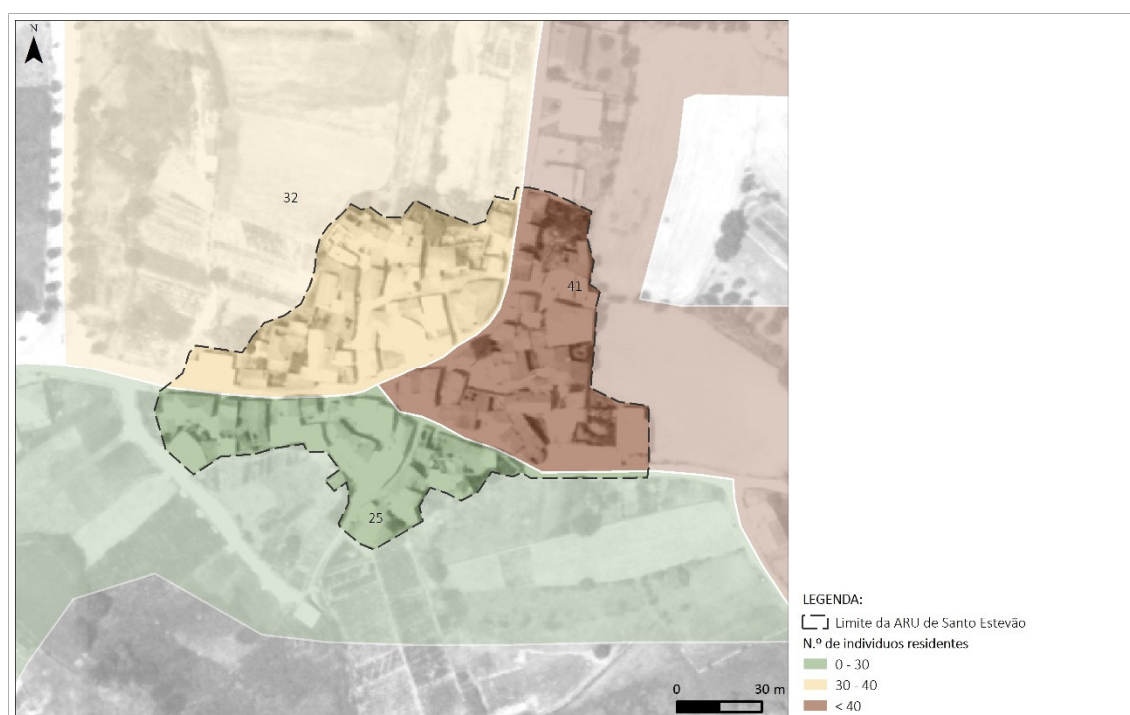 N
32
41
25
0 30 m
LEGENDA:
Limite da ARU de Santo Estevão
N.º de individuos residentes
0 - 30
30 - 40
< 40